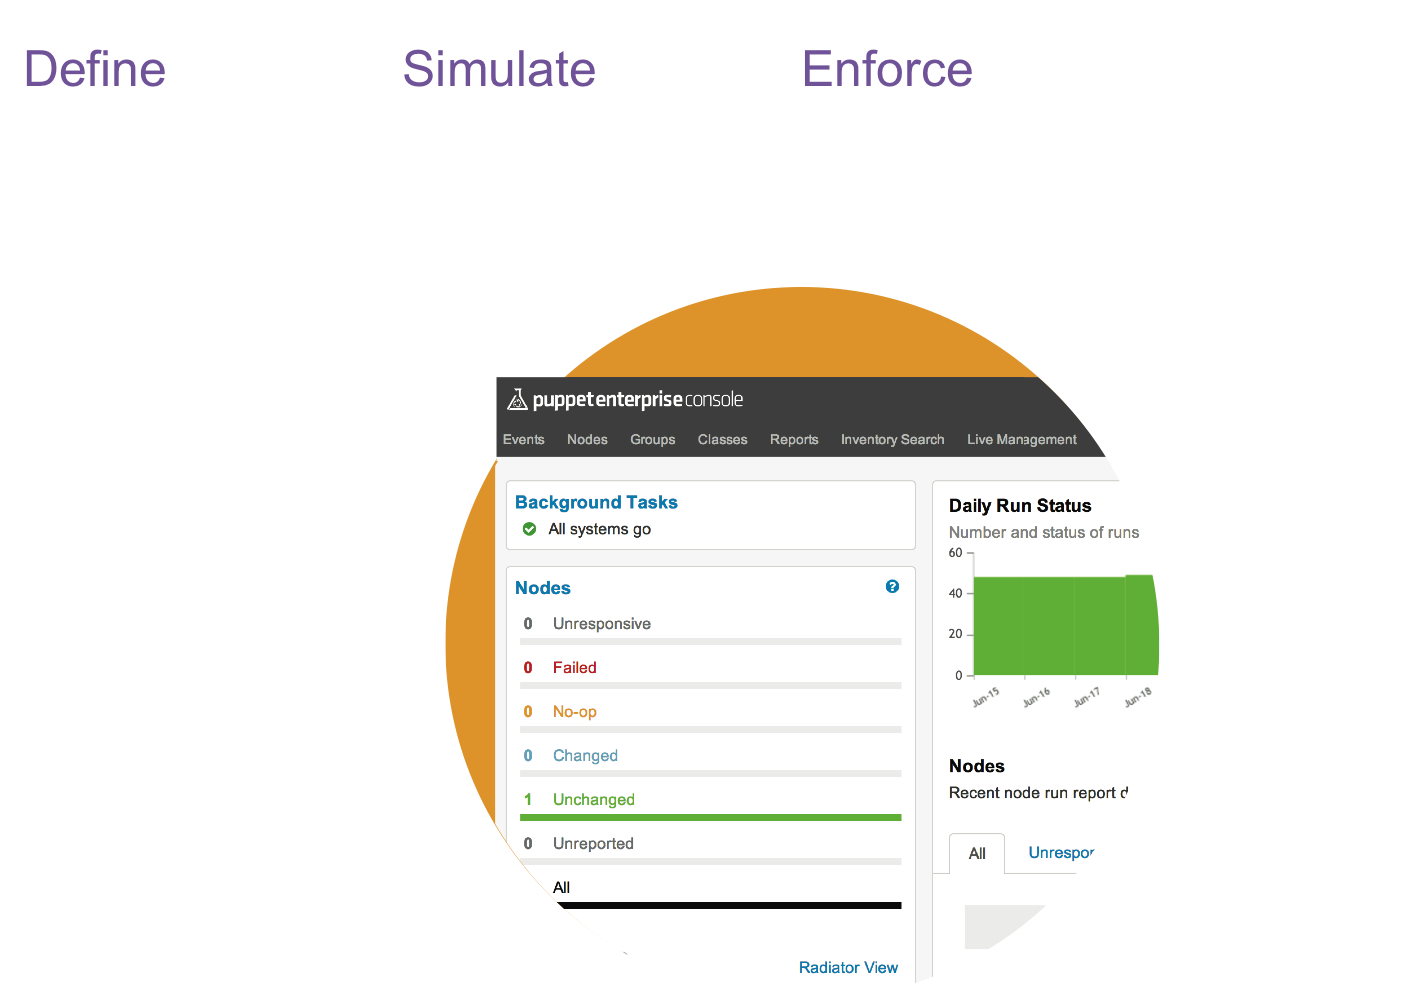 Define
Simulate
Enforce
puppet enterprise console
Events Nodes Groups Classes Reports Inventory Search Live Management
Background Tasks
All systems go
Nodes
0 Unresponsive
0 Failed
0 No-op
0 Changed
1 Unchanged
0 Unreported
All
Radiator View
Daily Run Status
Number and status of runs
60
40
20
0
Jun-15 Jun-16 Jun-17 Jun-18
Nodes
Recent node run report
All